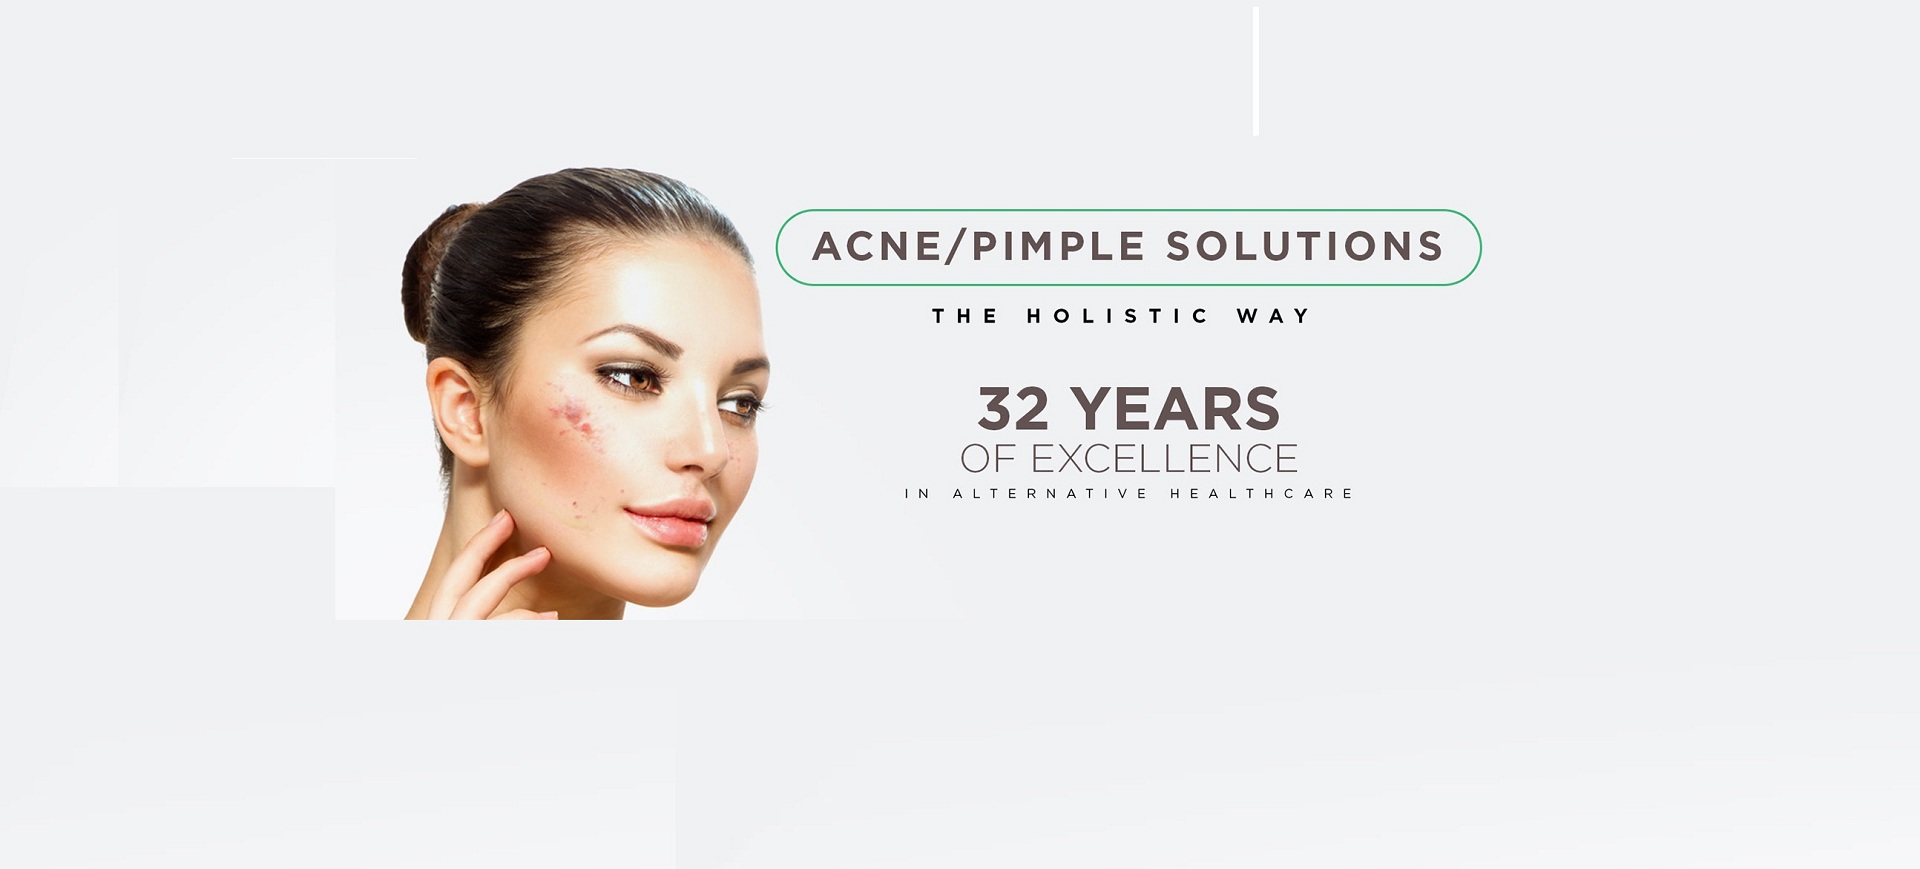 ACNE/PIMPLE SOLUTIONS
THE HOLISTIC WAY
32 YEARS
OF EXCELLENCE
IN ALTERNATIVE HEALTHCARE